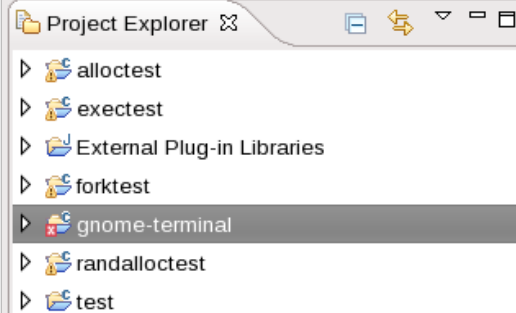 Project Explorer
alloctest
exectest
External Plug-in Libraries
forktest
gnome-terminal
randalloctest
test